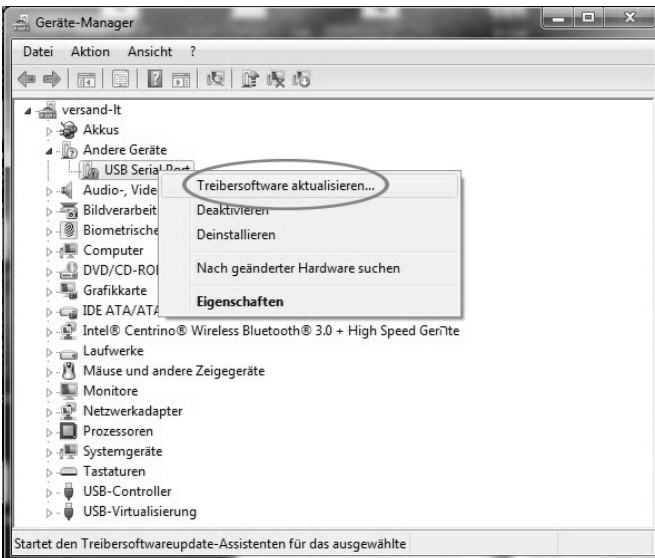 Geräte-Manager
Datei Aktion Ansicht ?
versand-lt
Akkus
Andere Geräte
USB Serial Port
Treibersoftware aktualisieren...
Audio-, Vide
Deaktivieren
Bildverarbeit
Deinstallieren
Biometrische
Computer
Nach geänderter Hardware suchen
DVD/CD-RO
Grafikkarte
Eigenschaften
IDE ATA/ATA
Intel® Centrino® Wireless Bluetooth® 3.0 + High Speed Gerנte
Laufwerke
Mäuse und andere Zeigegeräte
Monitore
Netzwerkadapter
Prozessoren
Systemgeräte
Tastaturen
USB-Controller
USB-Virtualisierung
Startet den Treibersoftwareupdate-Assistenten für das ausgewählte